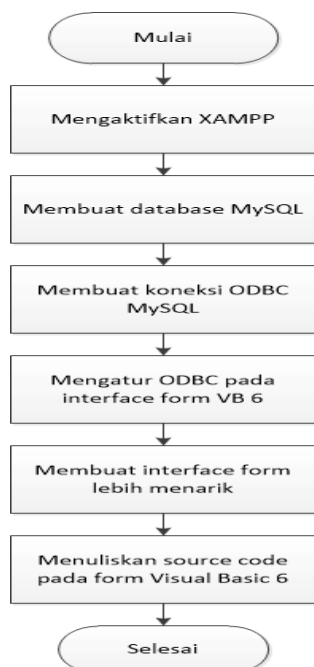 Mulai
Mengaktifkan XAMPP
Membuat database MySQL
Membuat koneksi ODBC
MySQL
Mengatur ODBC pada
interface form VB 6
Membuat interface form
lebih menarik
Menuliskan source code
pada form Visual Basic 6
Selesai